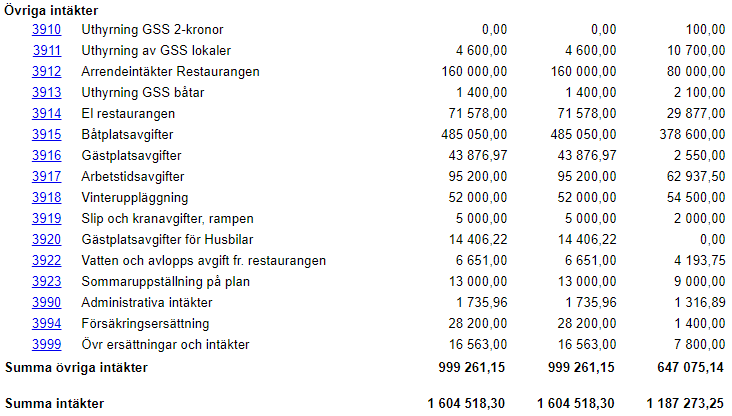 Övriga intäkter
3910 Uthyrning GSS 2-kronor 0,00 0,00 100,00
3911 Uthyrning av GSS lokaler 4 600,00 4 600,00 10 700,00
3912 Arrendeintäkter Restaurangen 160 000,00 160 000,00 80 000,00
3913 Uthyrning GSS båtar 1 400,00 1 400,00 2 100,00
3914 El restaurangen 71 578,00 71 578,00 29 877,00
3915 Båtplatsavgifter 485 050,00 485 050,00 378 600,00
3916 Gästplatsavgifter 43 876,97 43 876,97 2 550,00
3917 Arbetstidsavgifter 95 200,00 95 200,00 62 937,50
3918 Vinteruppläggning 52 000,00 52 000,00 54 500,00
3919 Slip och kranavgifter, rampen 5 000,00 5 000,00 2 000,00
3920 Gästplatsavgifter för Husbilar 14 406,22 14 406,22 0,00
3922 Vatten och avlopps avgift fr. restaurangen 6 651,00 6 651,00 4 193,75
3923 Sommaruppställning på plan 13 000,00 13 000,00 9 000,00
3990 Administrativa intäkter 1 735,96 1 735,96 1 316,89
3994 Försäkringsersättning 28 200,00 28 200,00 1 400,00
3999 Övr ersättningar och intäkter 16 563,00 16 563,00 7 800,00
Summa övriga intäkter 999 261,15 999 261,15 647 075,14
Summa intäkter 1 604 518,30 1 604 518,30 1 187 273,25